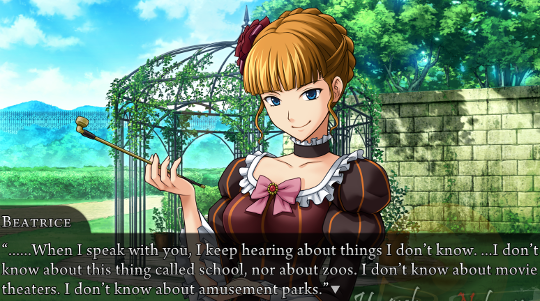 BEATRICE
“......When I speak with you, I keep hearing about things I don’t know. ...I don’t
know about this thing called school, nor about zoos. I don’t know about movie
theaters. I don’t know about amusement parks.”▼